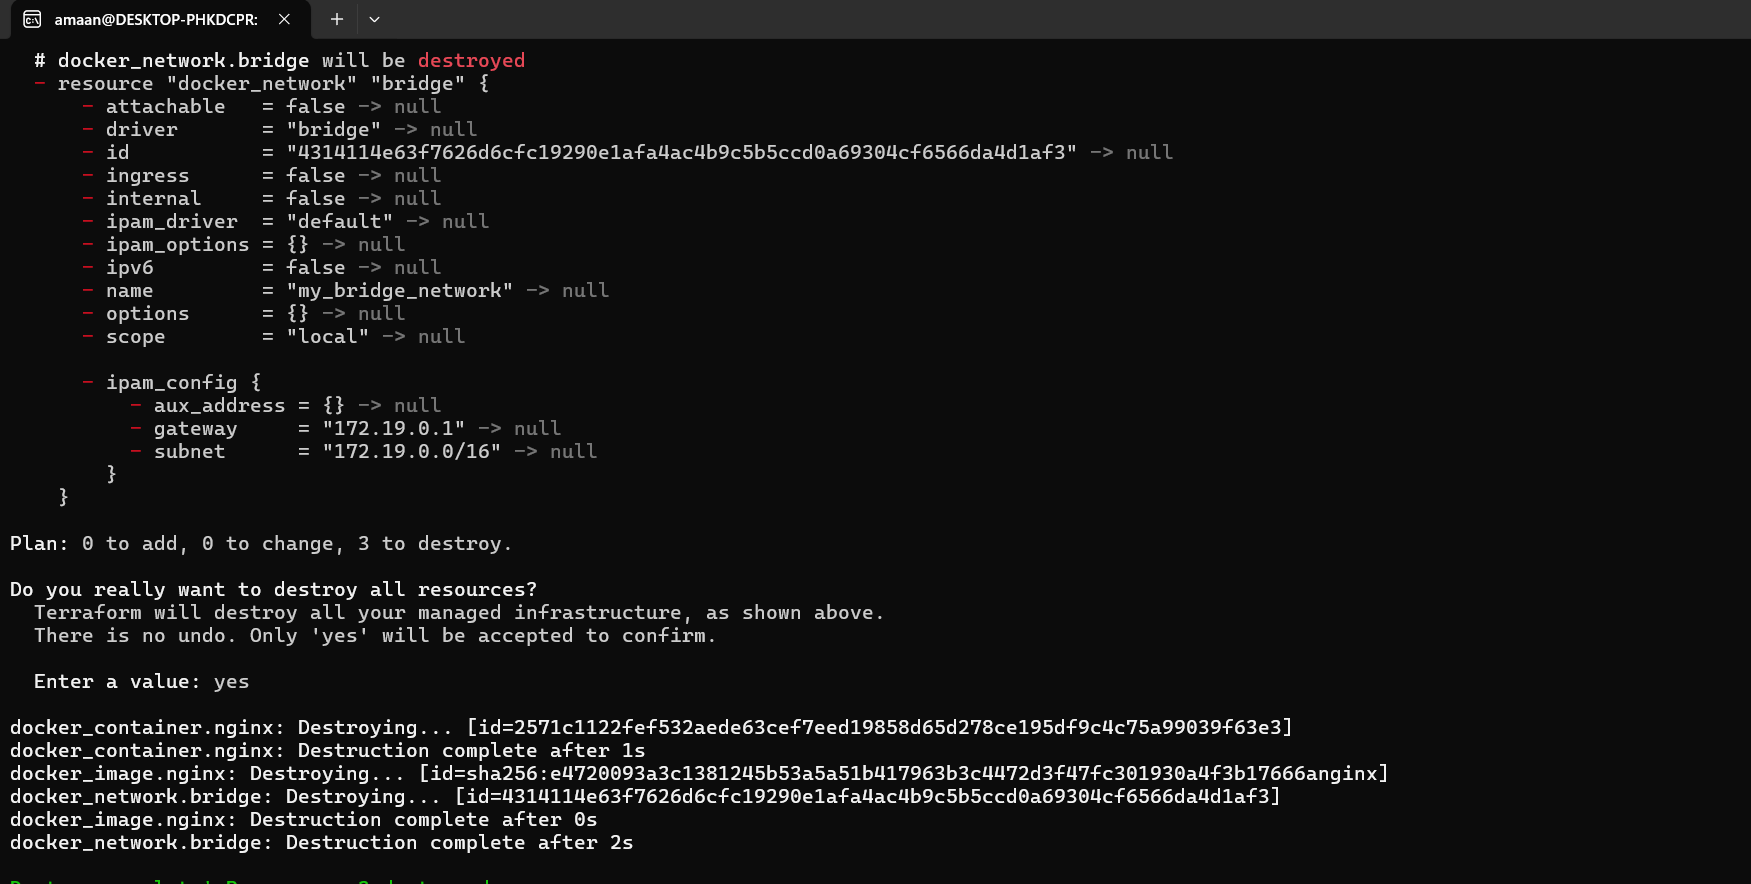 amaan@DESKTOP-PHKDCPR:
# docker_network.bridge will be destroyed
- resource "docker_network" "bridge" {
- attachable = false -> null
- driver = "bridge" -> null
- id = "4314114e63f7626d6cfc19290e1afa4ac4b9c5b5ccd0a69304cf6566da4d1af3" -> null
- ingress = false -> null
- internal = false -> null
- ipam_driver = "default" -> null
- ipam_options = {} -> null
- ipv6 = false -> null
- name = "my_bridge_network" -> null
- options = {} -> null
- scope = "local" -> null
- ipam_config {
- aux_address = {} -> null
- gateway = "172.19.0.1" -> null
- subnet = "172.19.0.0/16" -> null
}
}
Plan: 0 to add, 0 to change, 3 to destroy.
Do you really want to destroy all resources?
Terraform will destroy all your managed infrastructure, as shown above.
There is no undo. Only 'yes' will be accepted to confirm.
Enter a value: yes
docker_container.nginx: Destroying... [id=2571c1122fef532aede63cef7eed19858d65d278ce195df9c4c75a99039f63e3]
docker_container.nginx: Destruction complete after 1s
docker_image.nginx: Destroying... [id=sha256:e4720093a3c1381245b53a5a51b417963b3c4472d3f47fc301930a4f3b17666anginx]
docker_network.bridge: Destroying... [id=4314114e63f7626d6cfc19290e1afa4ac4b9c5b5ccd0a69304cf6566da4d1af3]
docker_image.nginx: Destruction complete after 0s
docker_network.bridge: Destruction complete after 2s